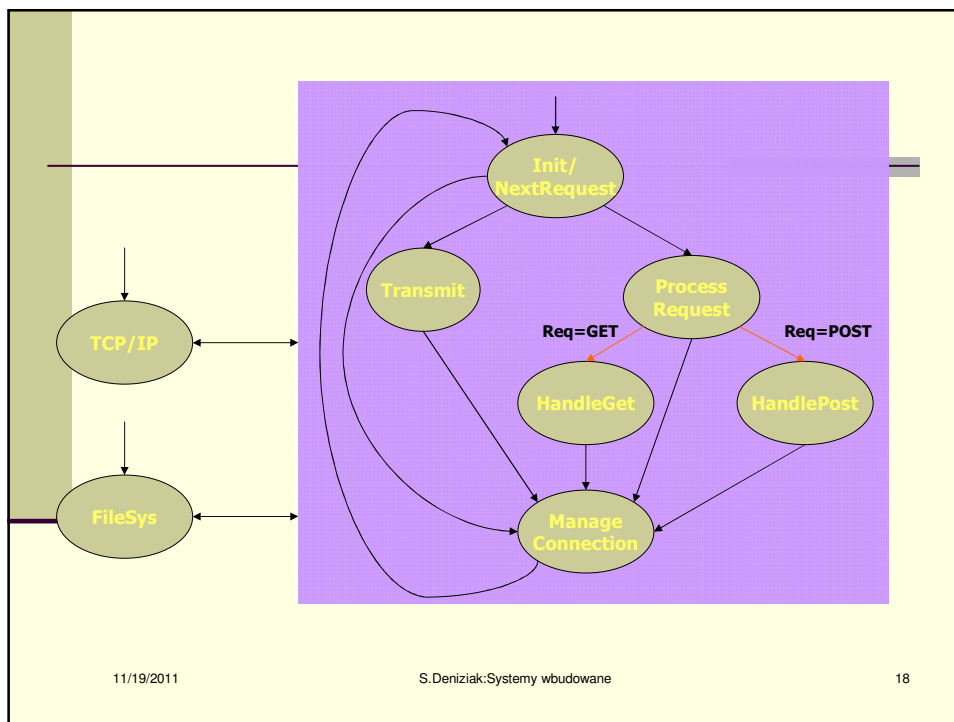 Init/
NextRequest
Transmit
Process
Request
TCP/IP
Req=GET
Req=POST
HandleGet
HandlePost
FileSys
Manage
Connection
11/19/2011
S.Deniziak:Systemy wbudowane
18